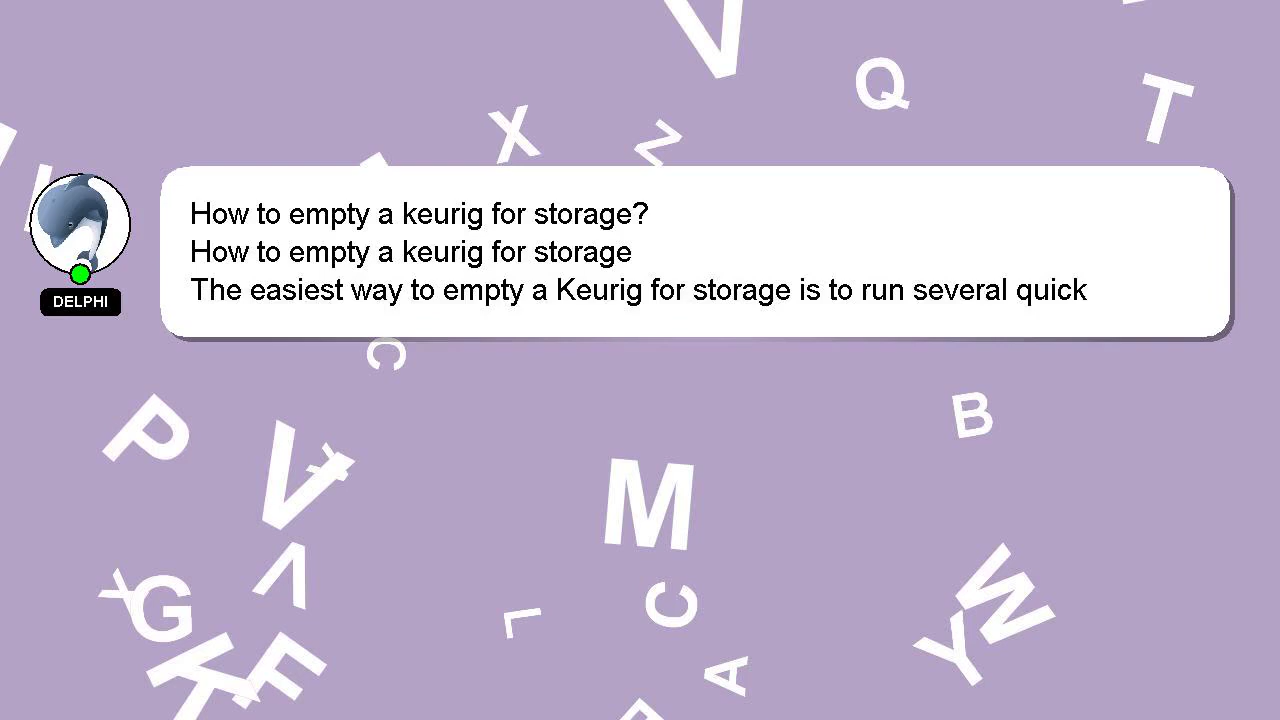 How to empty a keurig for storage?
How to empty a keurig for storage
The easiest way to empty a Keurig for storage is to run several quick
DELPHI
V
Q
T
X
Z
C
P
V
B
M
V
X
G
L
C
W
Y
K
F
A